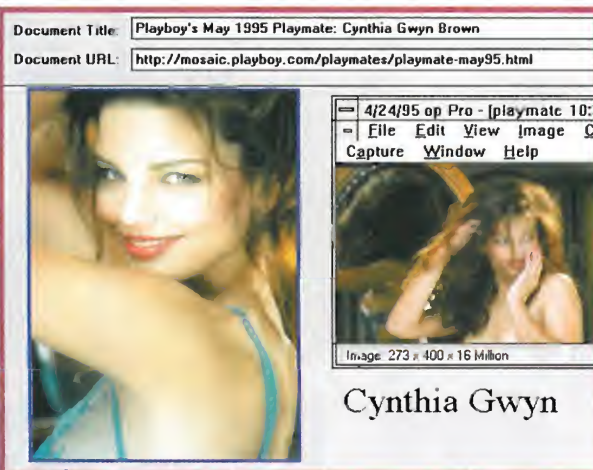 Document Title: Playboy's May 1995 Playmate: Cynthia Gwyn Brown
Document URL: http://mosaic.playboy.com/playmates/playmate-may95.html
4/24/95 op Pro - [playmate 10:
File Edit View Image
Capture Window Help
Image 273 x 400 x 16 Million
Cynthia Gwyn